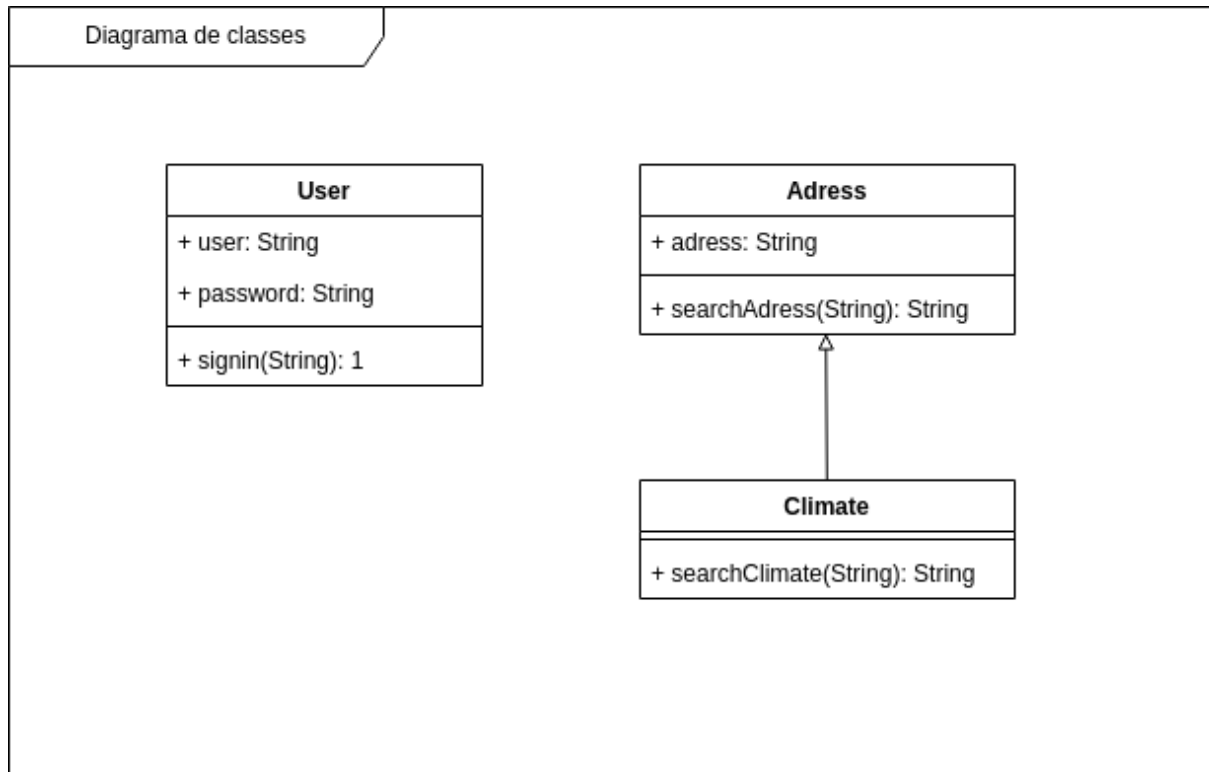 Diagrama de classes
User
+ user: String
+ password: String
+ signin(String): 1
Adress
+ adress: String
+ searchAdress(String): String
Climate
+ searchClimate(String): String